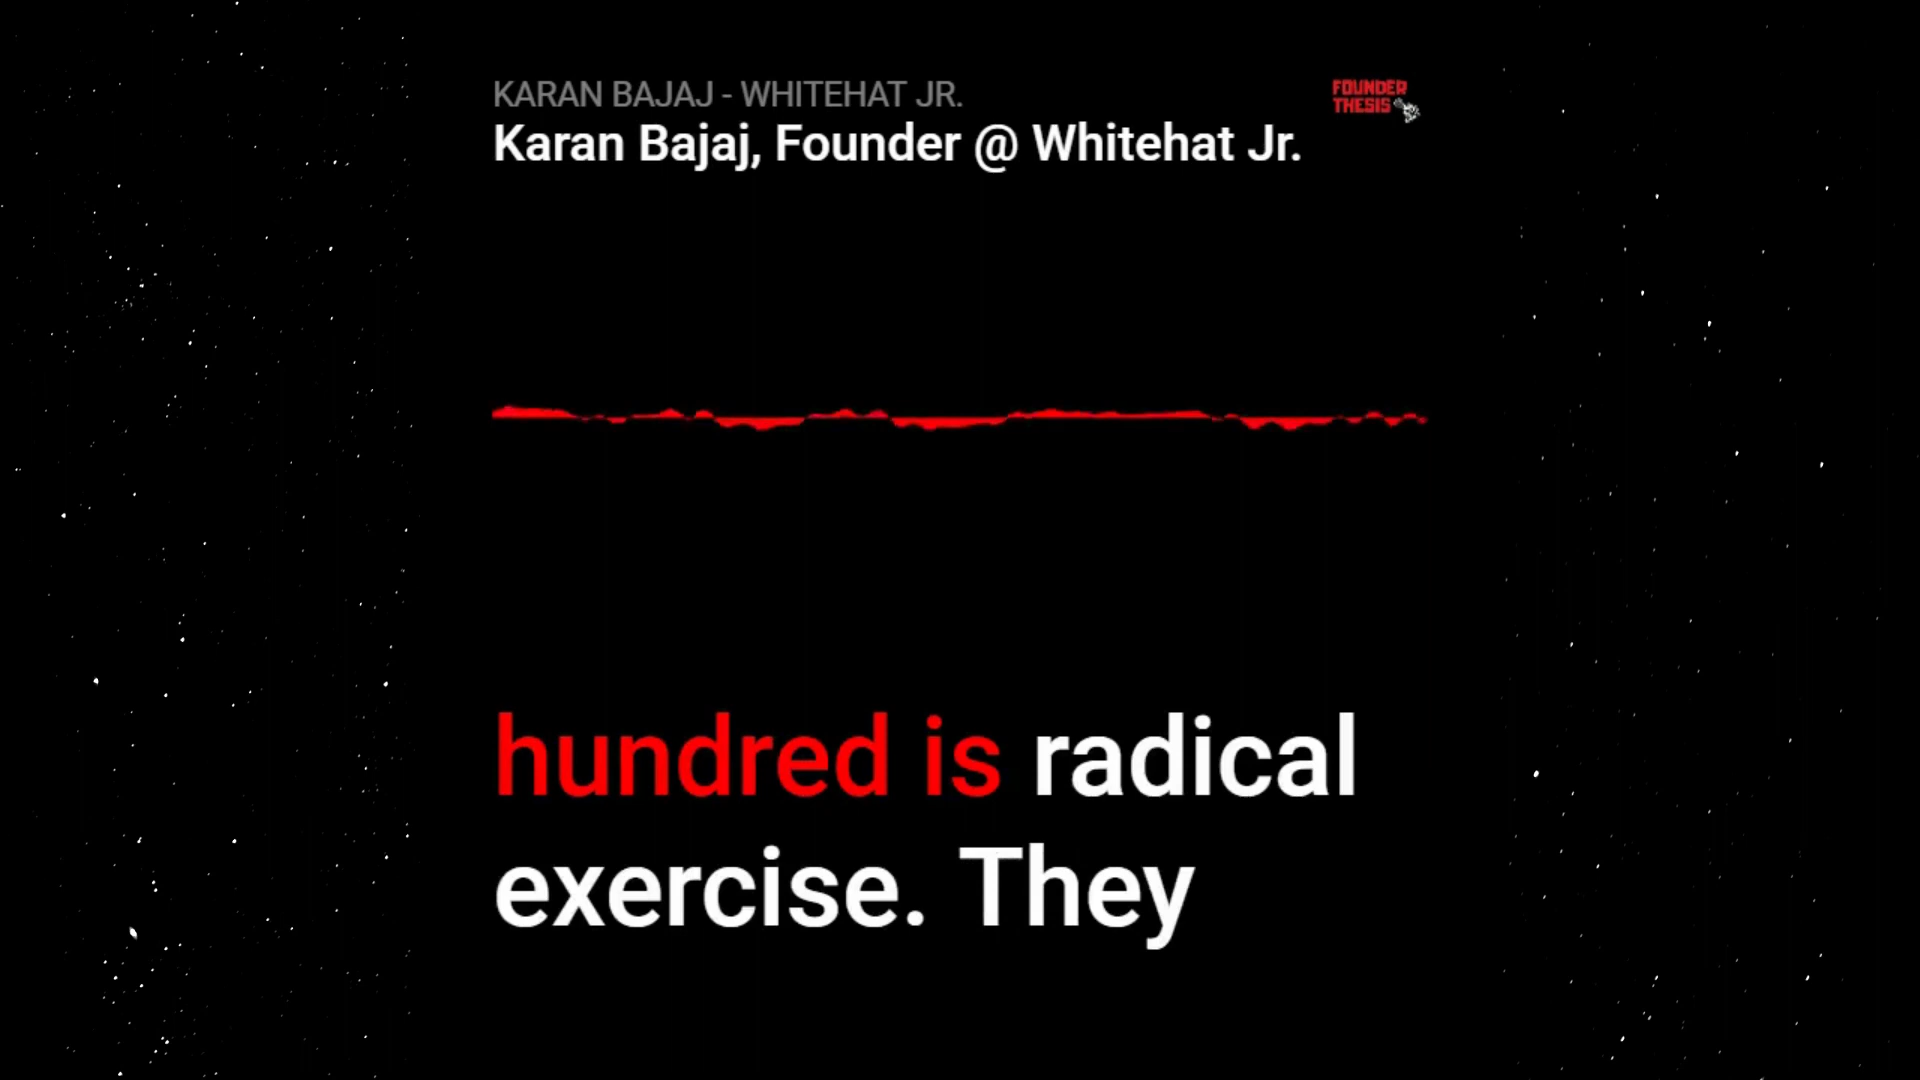 KARAN BAJAJ - WHITEHAT JR.
Karan Bajaj, Founder @ Whitehat Jr.
FOUNDER
THESIS
hundred is radical
exercise. They